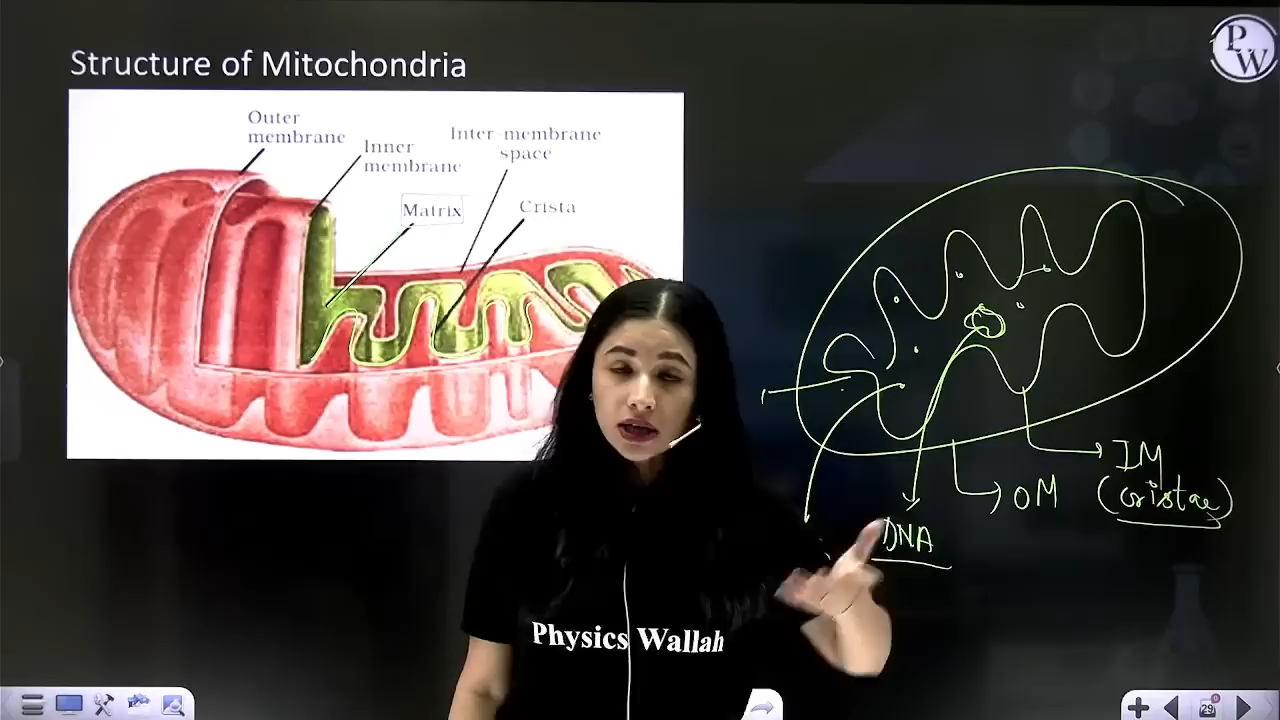 Structure of Mitochondria
P
W
Outer
membrane
Inner
membrane
Inter-membrane
space
Matrix
Crista
IM
OM
(cristae)
DNA
Physics Wallah
29